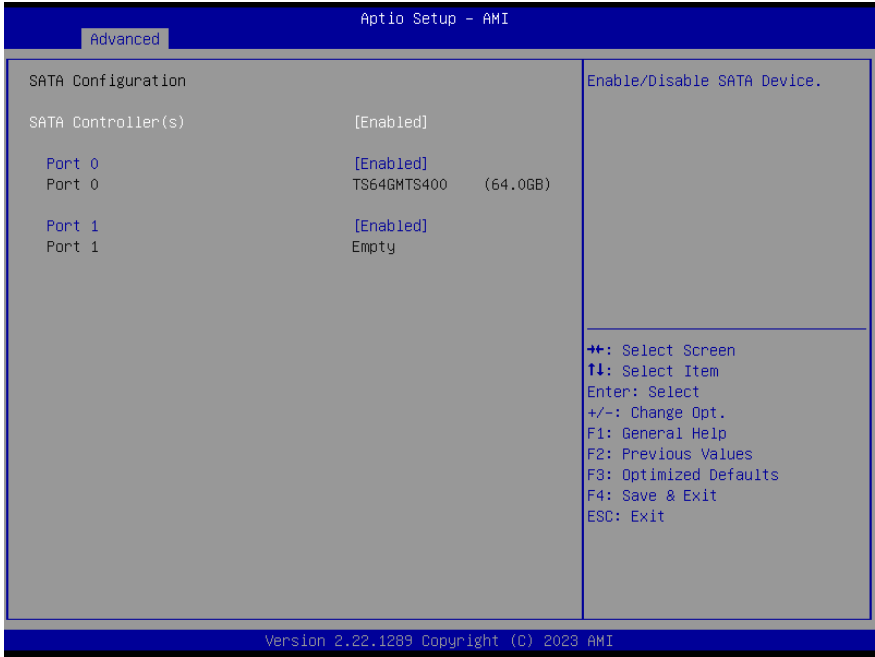 Aptio Setup - AMI
Advanced
SATA Configuration
SATA Controller(s) [Enabled]
Port 0 [Enabled]
Port 0 TS64GMTS400 (64.0GB)
Port 1 [Enabled]
Port 1 Empty
Enable/Disable SATA Device.
→←: Select Screen
↑↓: Select Item
Enter: Select
+/-: Change Opt.
F1: General Help
F2: Previous Values
F3: Optimized Defaults
F4: Save & Exit
ESC: Exit
Version 2.22.1289 Copyright (C) 2023 AMI